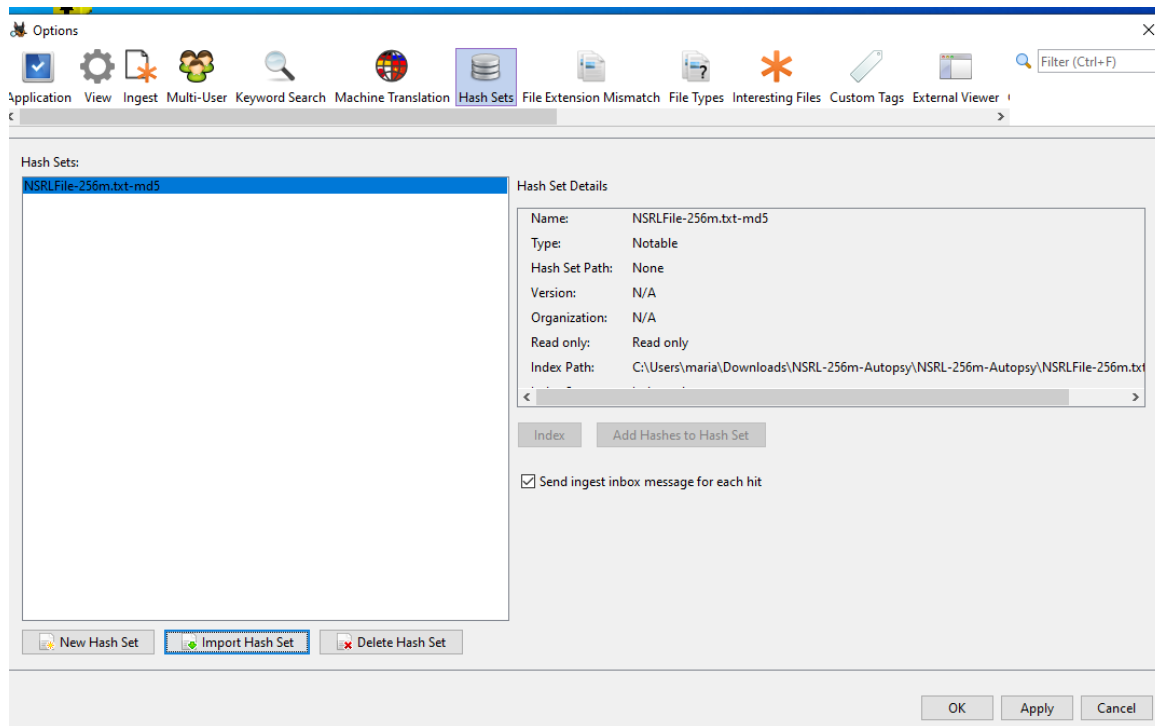 Options
Filter (Ctrl+F)
Application View Ingest Multi-User Keyword Search Machine Translation Hash Sets File Extension Mismatch File Types Interesting Files Custom Tags External Viewer
Hash Sets:
NSRLFile-256m.txt-md5
Hash Set Details
Name: NSRLFile-256m.txt-md5
Type: Notable
Hash Set Path: None
Version: N/A
Organization: N/A
Read only: Read only
Index Path: C:\Users\maria\Downloads\NSRL-256m-Autopsy\NSRL-256m-Autopsy\NSRLFile-256m.txt
Index Add Hashes to Hash Set
Send ingest inbox message for each hit
New Hash Set Import Hash Set Delete Hash Set
OK Apply Cancel